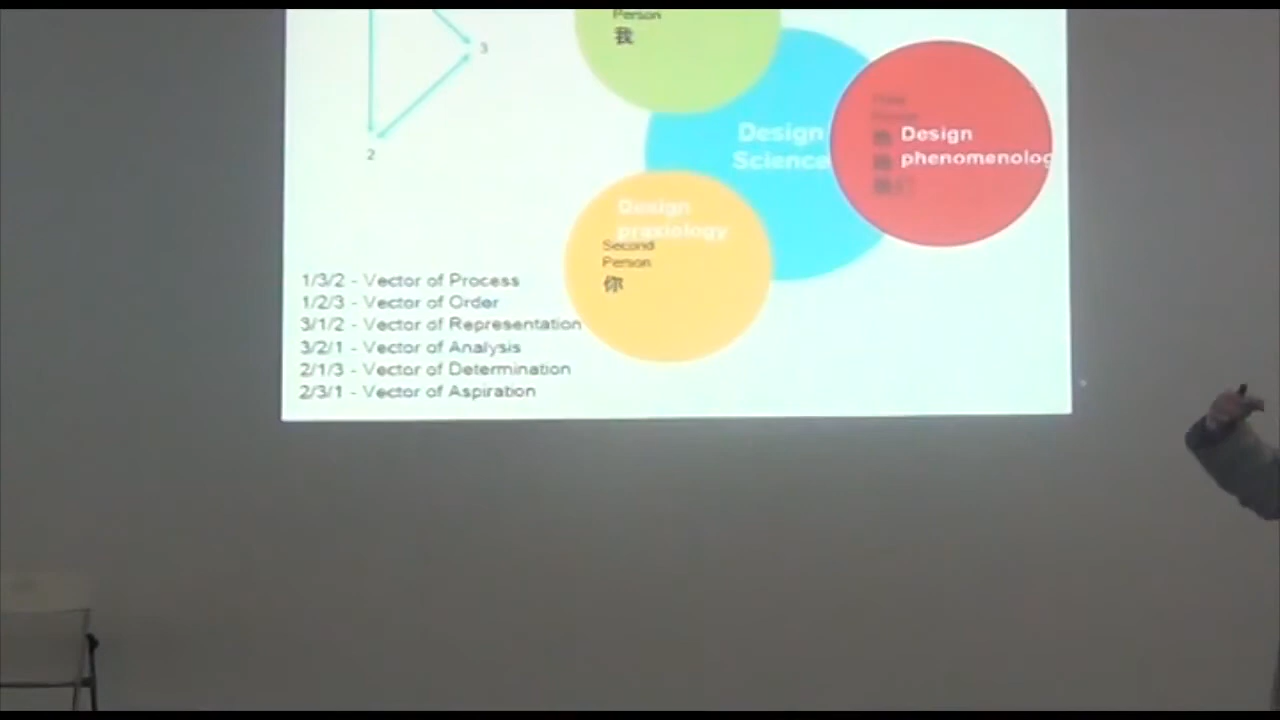 Person
我
3
2
Design
Science
Design
phenomenolog
Design
praxiology
Second
Person
你
1/3/2 - Vector of Process
1/2/3 - Vector of Order
3/1/2 - Vector of Representation
3/2/1 - Vector of Analysis
2/1/3 - Vector of Determination
2/3/1 - Vector of Aspiration